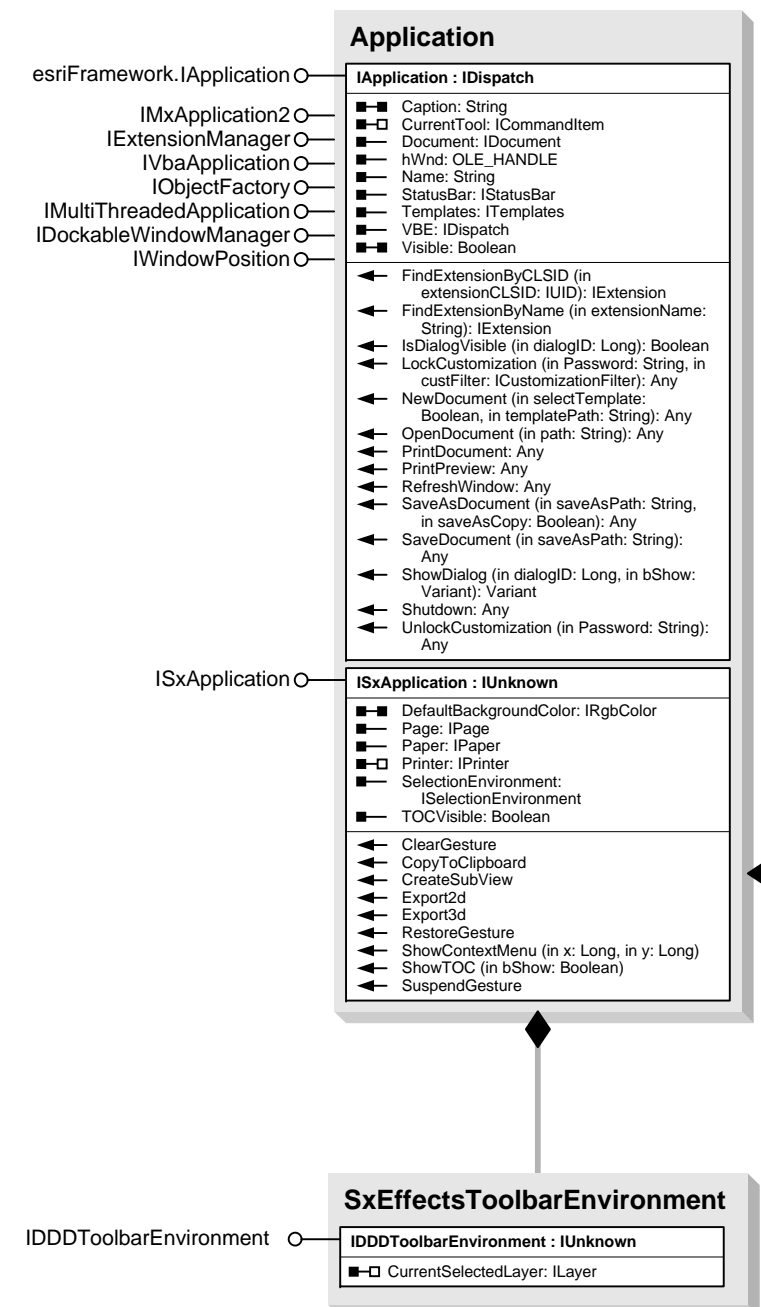 Application
esriFramework.IApplication
IApplication : IDispatch
IMxApplication2
IExtensionManager
IVbaApplication
IObjectFactory
IMultiThreadedApplication
IDockableWindowManager
IWindowPosition
Caption: String
CurrentTool: ICommandItem
Document: IDocument
hWnd: OLE_HANDLE
Name: String
StatusBar: IStatusBar
Templates: ITemplates
VBE: IDispatch
Visible: Boolean
FindExtensionByCLSID (in
extensionCLSID: IUID): IExtension
FindExtensionByName (in extensionName:
String): IExtension
IsDialogVisible (in dialogID: Long): Boolean
LockCustomization (in Password: String, in
custFilter: ICustomizationFilter): Any
NewDocument (in selectTemplate:
Boolean, in templatePath: String): Any
OpenDocument (in path: String): Any
PrintDocument: Any
PrintPreview: Any
RefreshWindow: Any
SaveAsDocument (in saveAsPath: String,
in saveAsCopy: Boolean): Any
SaveDocument (in saveAsPath: String):
Any
ShowDialog (in dialogID: Long, in bShow:
Variant): Variant
Shutdown: Any
UnlockCustomization (in Password: String):
Any
ISxApplication
ISxApplication : IUnknown
DefaultBackgroundColor: IRgbColor
Page: IPage
Paper: IPaper
Printer: IPrinter
SelectionEnvironment:
ISelectionEnvironment
TOCVisible: Boolean
ClearGesture
CopyToClipboard
CreateSubView
Export2d
Export3d
RestoreGesture
ShowContextMenu (in x: Long, in y: Long)
ShowTOC (in bShow: Boolean)
SuspendGesture
SxEffectsToolbarEnvironment
IDDDToolbarEnvironment
IDDDToolbarEnvironment : IUnknown
CurrentSelectedLayer: ILayer